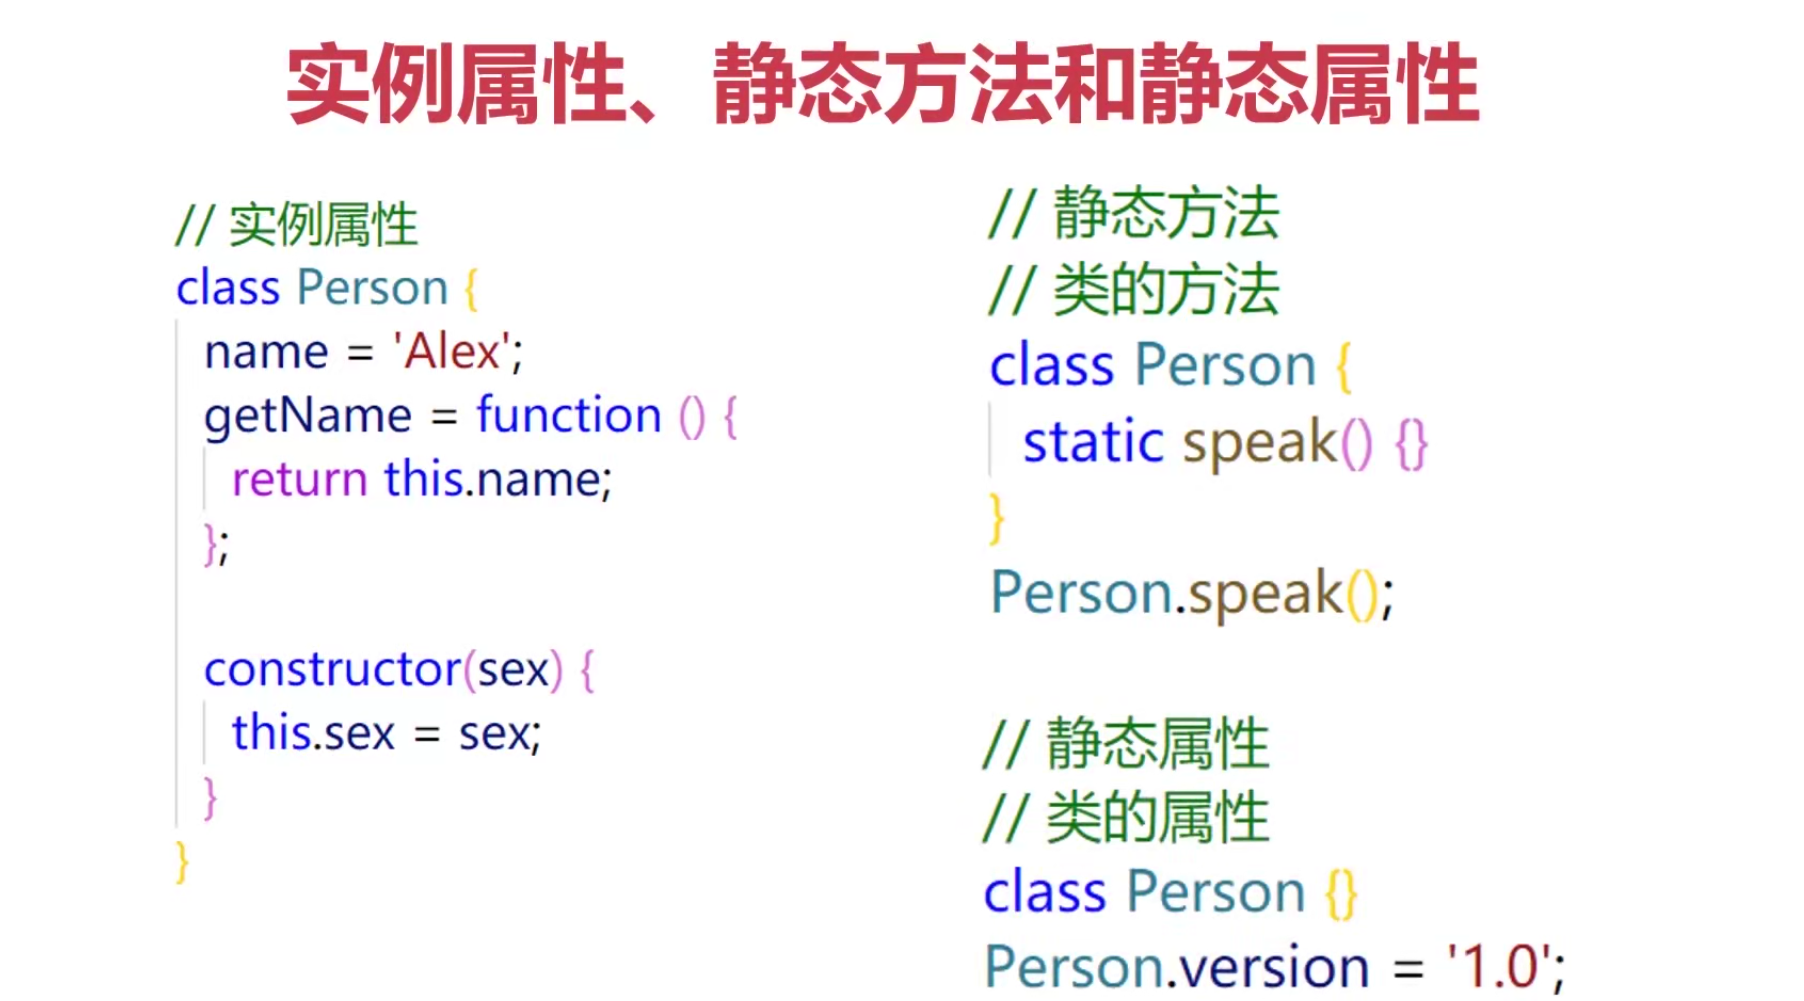 实例属性、静态方法和静态属性
// 实例属性
class Person {
name = 'Alex';
getName = function () {
return this.name;
};
constructor(sex) {
this.sex = sex;
}
}
// 静态方法
// 类的方法
class Person {
static speak() {}
}
Person.speak();
// 静态属性
// 类的属性
class Person {}
Person.version = '1.0';